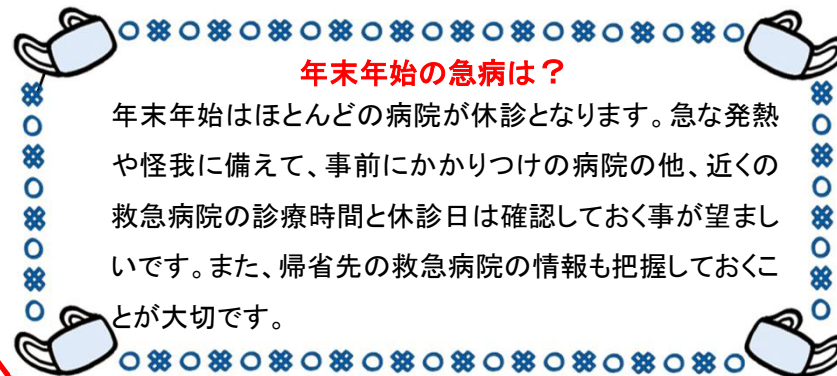 年末年始の急病は？
年末年始はほとんどの病院が休診となります。急な発熱
や怪我に備えて、事前にかかりつけの病院の他、近くの
救急病院の診療時間と休診日は確認しておく事が望まし
いです。また、帰省先の救急病院の情報も把握しておくこ
とが大切です。